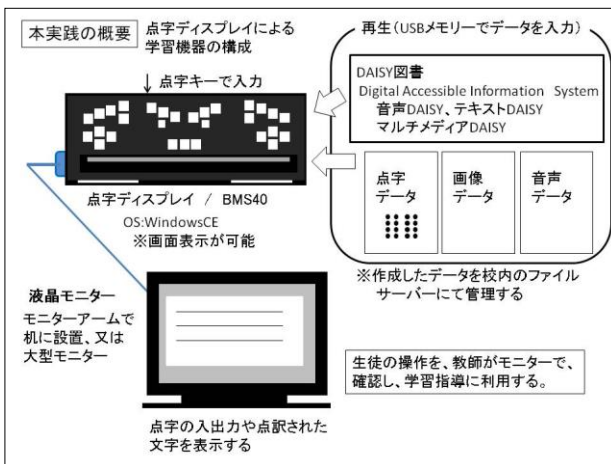 本実践の概要
点字ディスプレイによる
学習機器の構成
点字キーで入力
点字ディスプレイ / BMS40
OS:WindowsCE
※画面表示が可能
再生(USBメモリーでデータを入力)
DAISY図書
Digital Accessible Information System
音声DAISY、テキストDAISY
マルチメディアDAISY
点字
データ
画像
データ
音声
データ
※作成したデータを校内のファイル
サーバーにて管理する
液晶モニター
モニターアームで
机に設置、又は
大型モニター
点字の入出力や点訳された
文字を表示する
生徒の操作を、教師がモニターで、
確認し、学習指導に利用する。